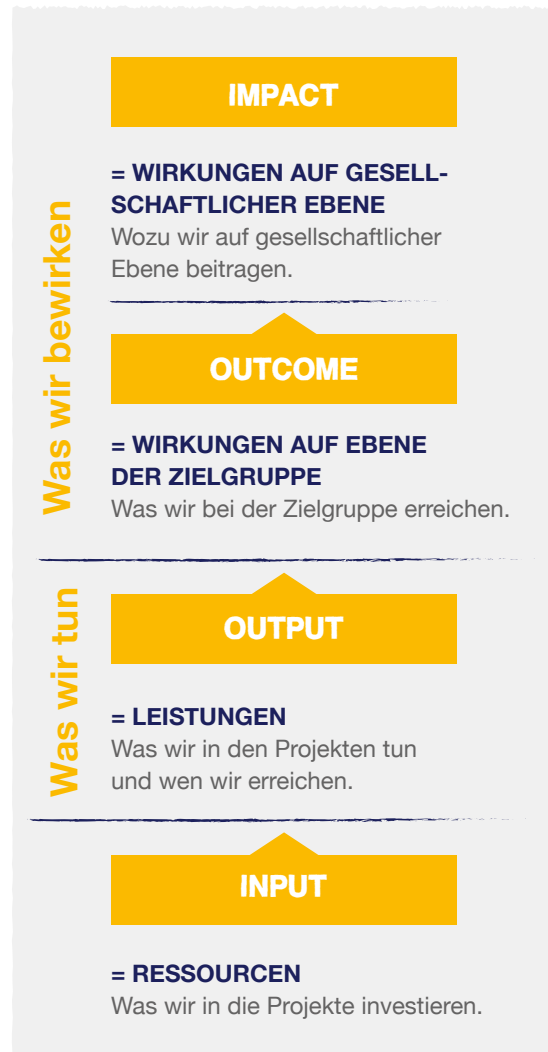 IMPACT
= WIRKUNGEN AUF GESELL-
SCHAFTLICHER EBENE
Wozu wir auf gesellschaftlicher
Ebene beitragen.
Was wir bewirken
OUTCOME
= WIRKUNGEN AUF EBENE
DER ZIELGRUPPE
Was wir bei der Zielgruppe erreichen.
Was wir tun
OUTPUT
= LEISTUNGEN
Was wir in den Projekten tun
und wen wir erreichen.
INPUT
= RESSOURCEN
Was wir in die Projekte investieren.